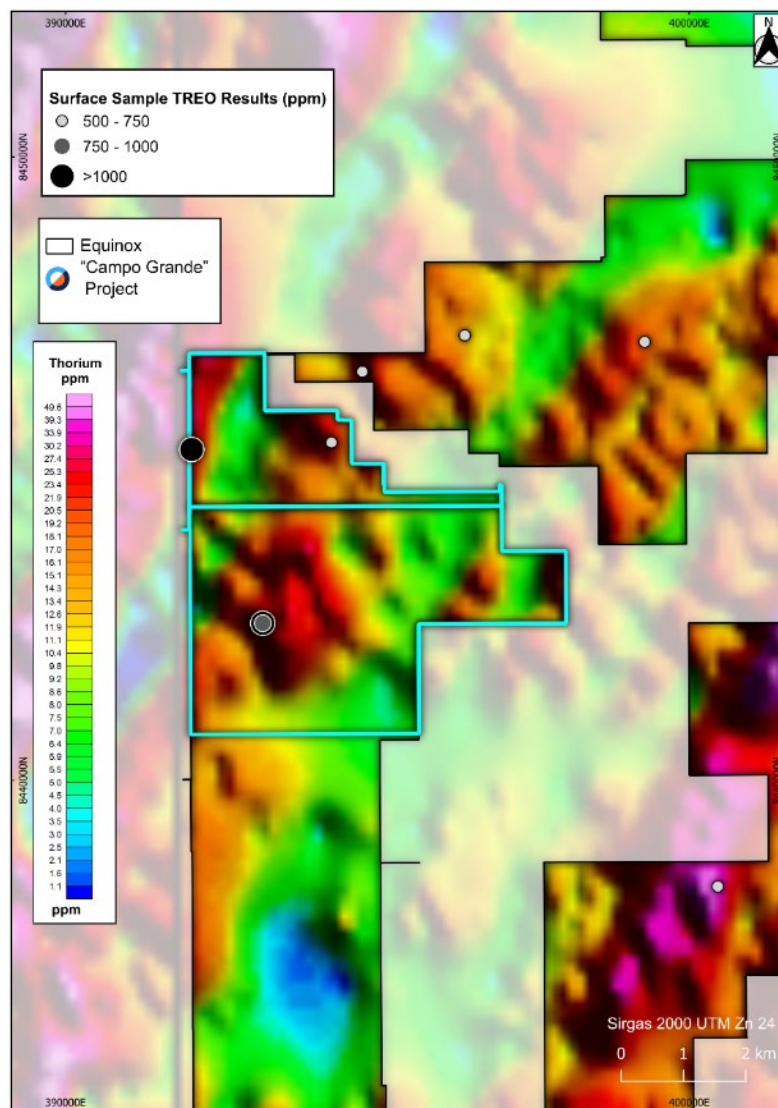 390000E
400000E
N
8450000N
Surface Sample TREO Results (ppm)
500 - 750
750 - 1000
>1000
Equinox
"Campo Grande"
Project
Thorium
ppm
49.6
39.3
33.9
30.2
27.4
25.3
23.4
21.9
20.5
19.2
18.1
17.0
16.1
15.1
14.3
13.4
12.6
11.9
11.1
10.4
9.8
9.2
8.6
8.0
7.5
7.0
6.4
5.9
5.5
5.0
4.5
4.0
3.5
3.0
2.5
2.1
1.6
1.1
ppm
8440000N
Sirgas 2000 UTM Zn 24
0 1 2 km
390000E
400000E